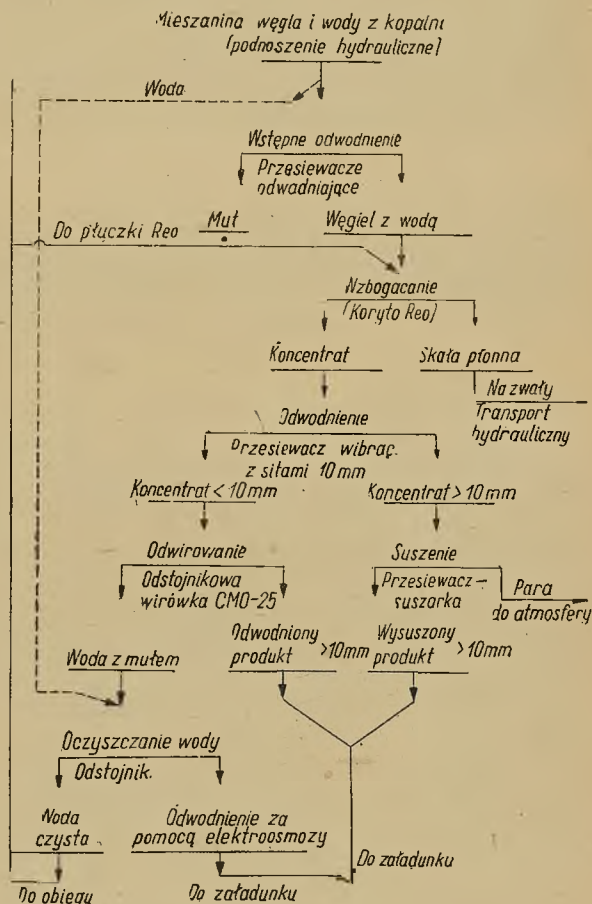 Mieszanina węgla i wody z kopalni
(podnoszenie hydrauliczne)
Woda
Wstępne odwodnienie
Przesiewacze
odwadniające
Do płuczki Reo
Muł
Węgiel z wodą
Wzbogacanie
(Koryto Reo)
Koncentrat
Skała płonna
Na zwały
Transport
hydrauliczny
Odwodnienie
Przesiewacz wibrac.
z sitami 10 mm
Koncentrat < 10 mm
Koncentrat > 10 mm
Odwirowanie
Odstojnikowa
wirówka CMO-25
Suszenie
Przesiewacz-
suszarka
Para
do atmosfery
Odwodniony
produkt >10mm
Wysuszony
produkt >10mm
Woda z mułem
Oczyszczanie wody
Odstojnik.
Woda
czysta
Odwodnienie za
pomocą elektroosmozy
Do załadunku
Do obiegu
Do załadunku